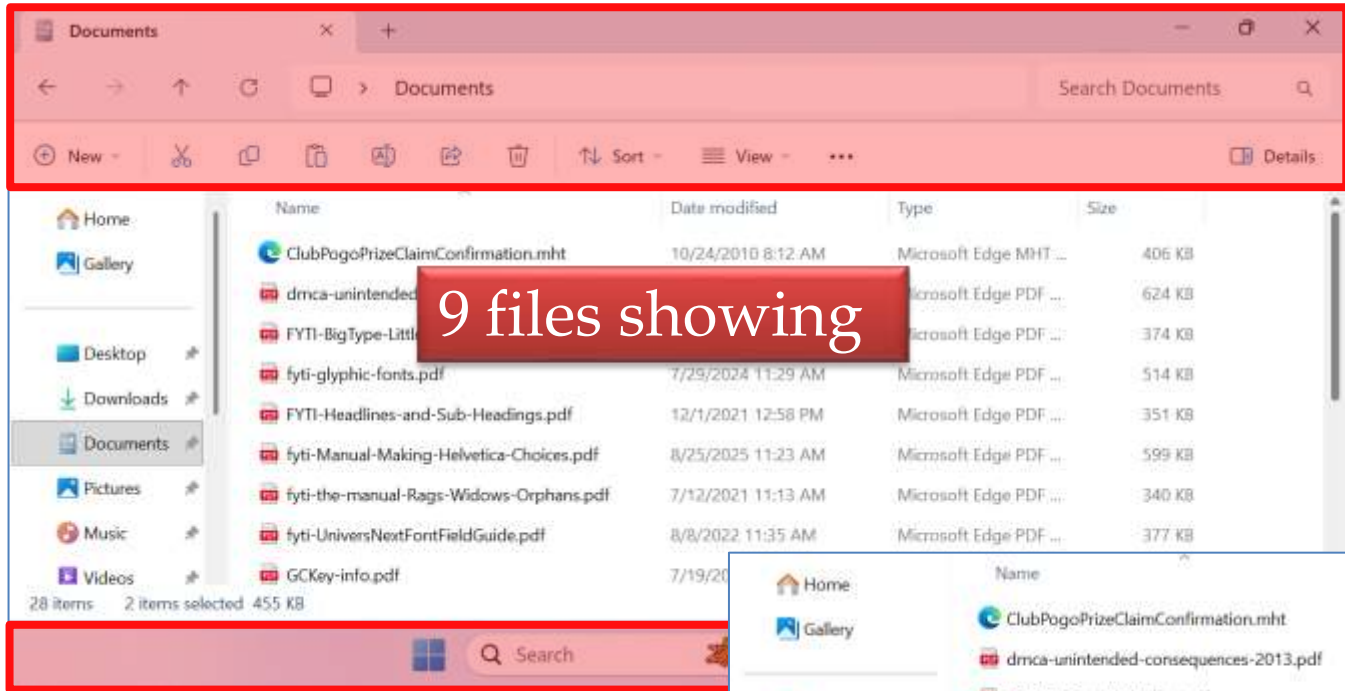 Documents
Documents
Search Documents
New
Sort
View
Details
Home
Gallery
Desktop
Downloads
Documents
Pictures
Music
Videos
Name Date modified Type Size
ClubPogoPrizeClaimConfirmation.mht 10/24/2010 8:12 AM Microsoft Edge MHT ... 406 KB
dmca-unintended Microsoft Edge PDF ... 624 KB
FYTI-BigType-Little Microsoft Edge PDF ... 374 KB
9 files showing
fyti-glyphic-fonts.pdf 7/29/2024 11:29 AM Microsoft Edge PDF ... 514 KB
FYTI-Headlines-and-Sub-Headings.pdf 12/1/2021 12:58 PM Microsoft Edge PDF ... 351 KB
fyti-Manual-Making-Helvetica-Choices.pdf 8/25/2025 11:23 AM Microsoft Edge PDF ... 599 KB
fyti-the-manual-Rags-Widows-Orphans.pdf 7/12/2021 11:13 AM Microsoft Edge PDF ... 340 KB
fyti-UniversNextFontFieldGuide.pdf 8/8/2022 11:35 AM Microsoft Edge PDF ... 377 KB
GCKey-info.pdf 7/19/20
28 items 2 items selected 455 KB
Search
Home
Gallery
Name
ClubPogoPrizeClaimConfirmation.mht
dmca-unintended-consequences-2013.pdf